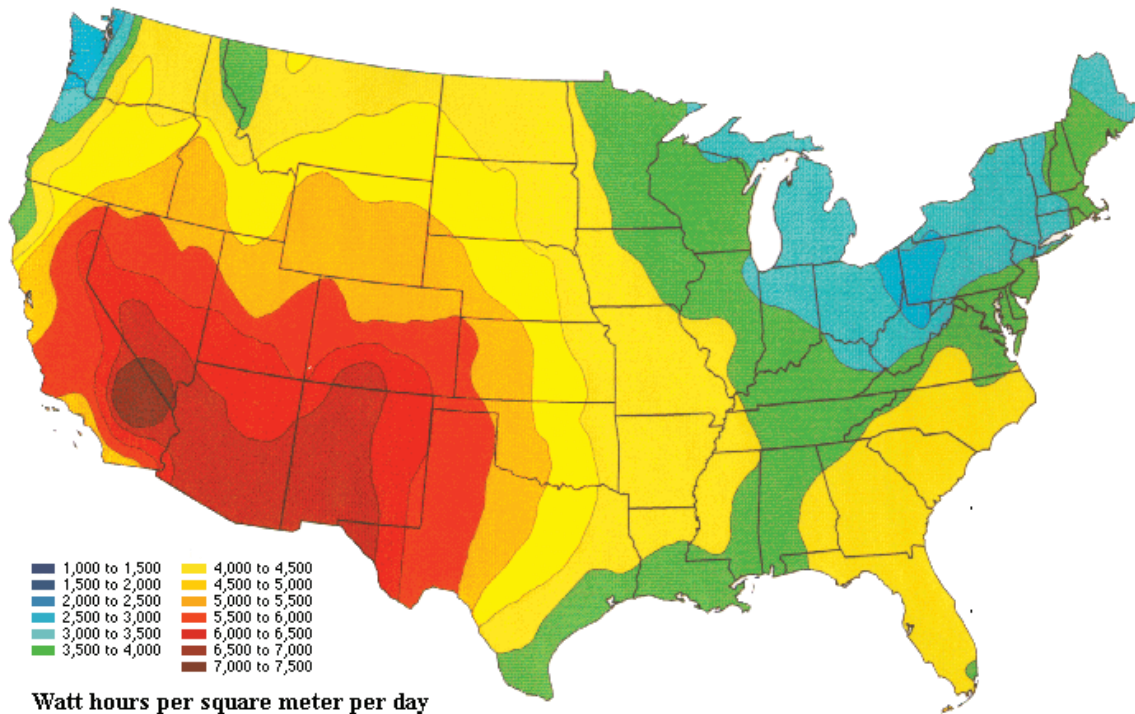 1,000 to 1,500
1,500 to 2,000
2,000 to 2,500
2,500 to 3,000
3,000 to 3,500
3,500 to 4,000
4,000 to 4,500
4,500 to 5,000
5,000 to 5,500
5,500 to 6,000
6,000 to 6,500
6,500 to 7,000
7,000 to 7,500
Watt hours per square meter per day